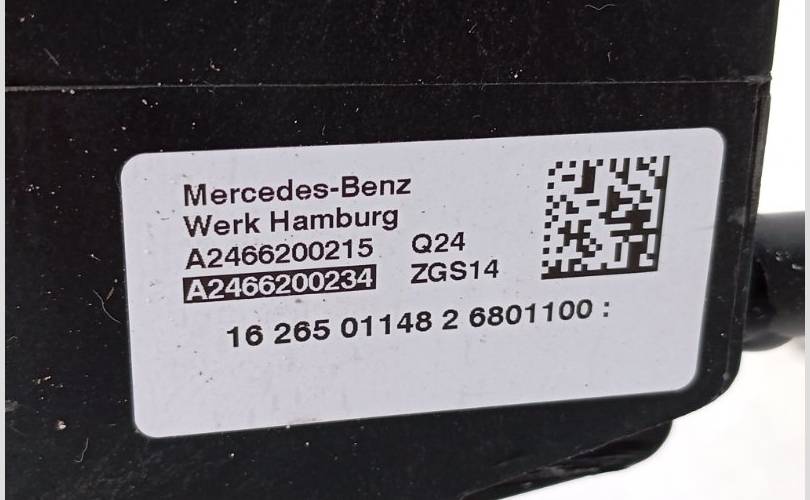 Mercedes-Benz
Werk Hamburg
A2466200215 Q24
A2466200234 ZGS14
16 265 01148 2 6801100 :